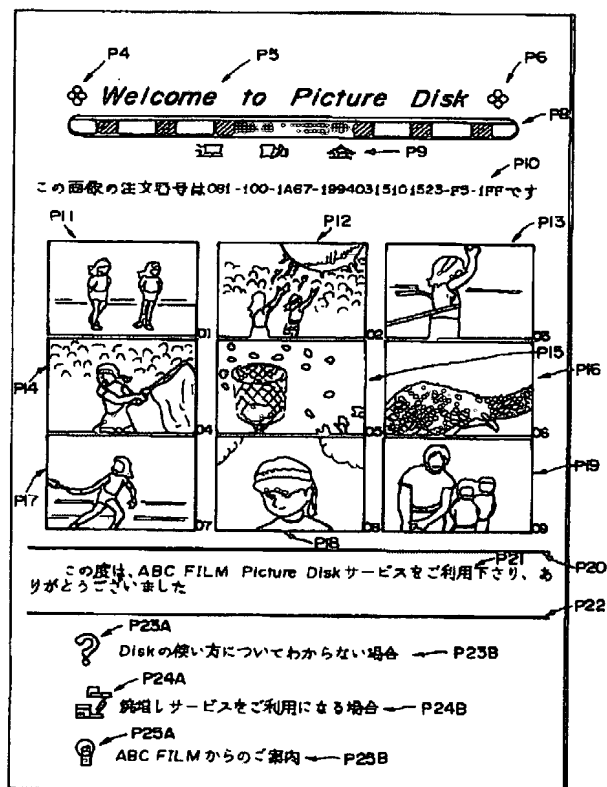 P4 P5 P6
Welcome to Picture Disk
P8
P9
P10
この画像の注文番号は081-100-1A67-19940315101523-F5-1FFです
P11 P12 P13
01 02 03
P14 P15 P16
04 05 06
P17 P19
07 08 09
P18
P21 P20
この度は、ABC FILM Picture Diskサービスをご利用下さり、あ
りがとうございました
P22
P23A
Diskの使い方についてわからない場合 P23B
P24A
焼増しサービスをご利用になる場合 P24B
P25A
ABC FILMからのご案内 P25B